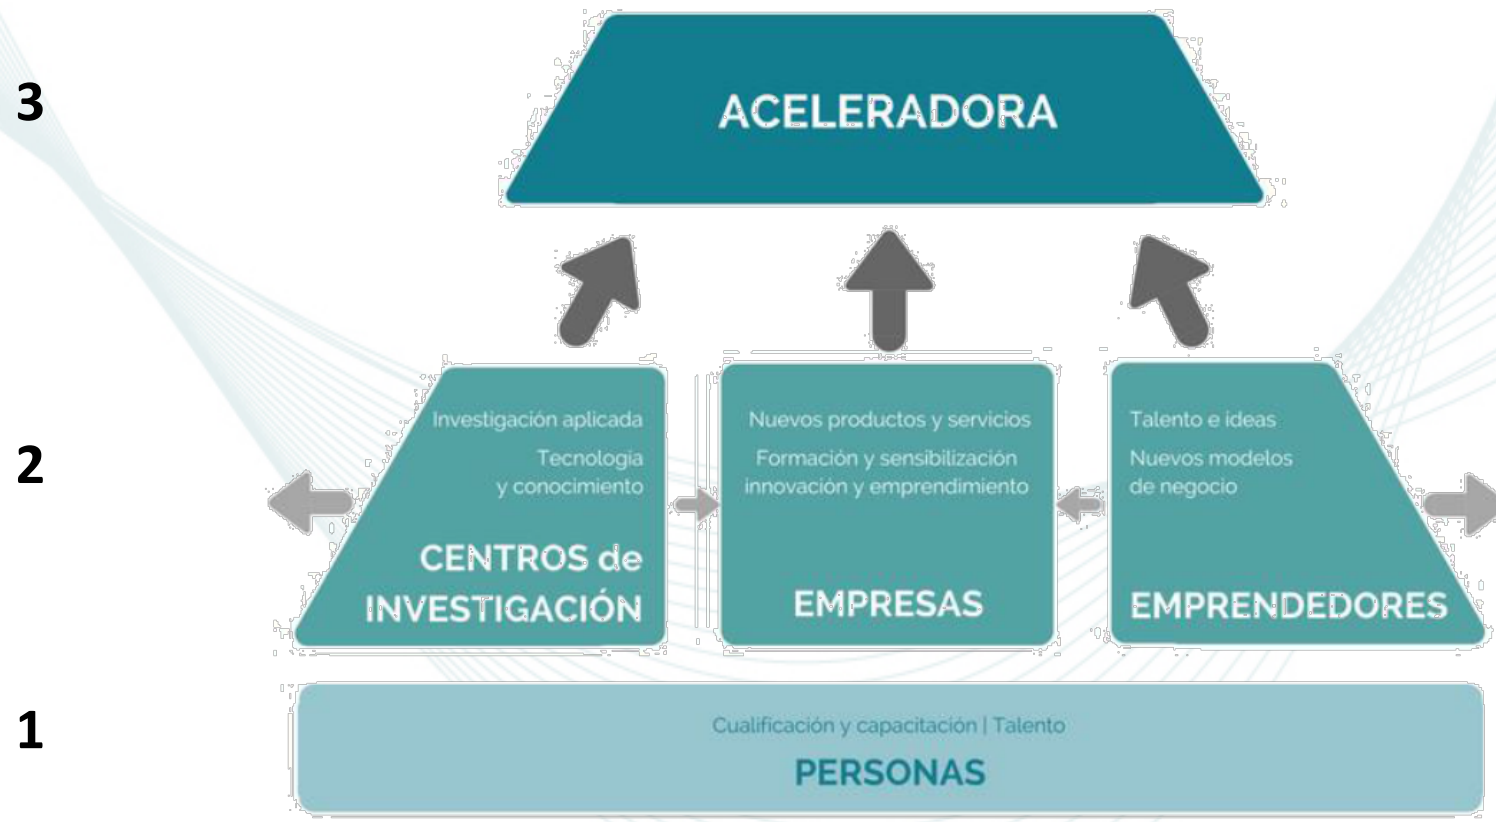 3
ACELERADORA
2
Investigación aplicada
Tecnologia
y conocimiento
CENTROS de
INVESTIGACIÓN
Nuevos productos y servicios
Formación y sensibilización
innovación y emprendimiento
EMPRESAS
Talento e ideas
Nuevos modelos
de negocio
EMPRENDEDORES
1
Cualificación y capacitación | Talento
PERSONAS